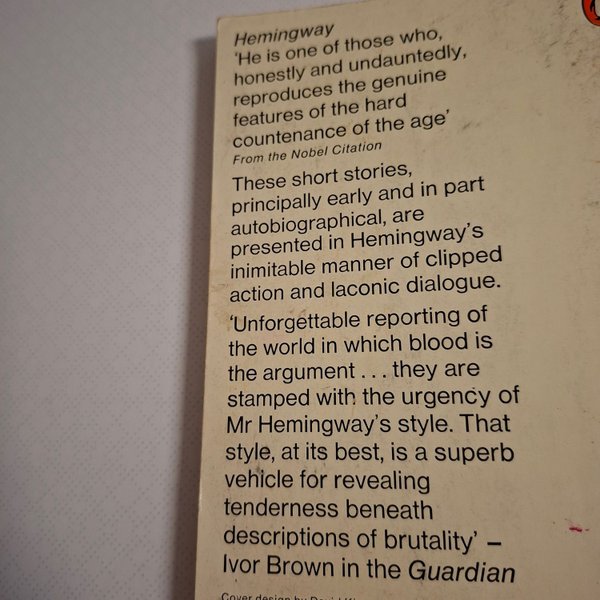 Hemingway
'He is one of those who,
honestly and undauntedly,
reproduces the genuine
features of the hard
countenance of the age'
From the Nobel Citation
These short stories,
principally early and in part
autobiographical, are
presented in Hemingway's
inimitable manner of clipped
action and laconic dialogue.
'Unforgettable reporting of
the world in which blood is
the argument . . . they are
stamped with the urgency of
Mr Hemingway's style. That
style, at its best, is a superb
vehicle for revealing
tenderness beneath
descriptions of brutality' –
Ivor Brown in the Guardian
Cover design by David